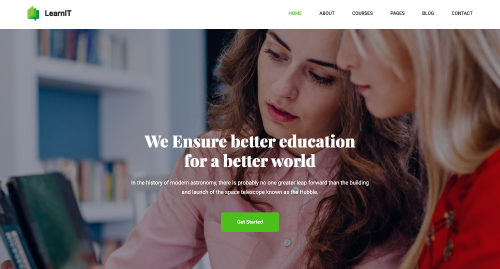 LearnIT
HOME ABOUT COURSES PAGES BLOG CONTACT
We Ensure better education
for a better world
In the history of modern astronomy, there is probably no one greater leap forward than the building
and launch of the space telescope known as the Hubble.
Get Started